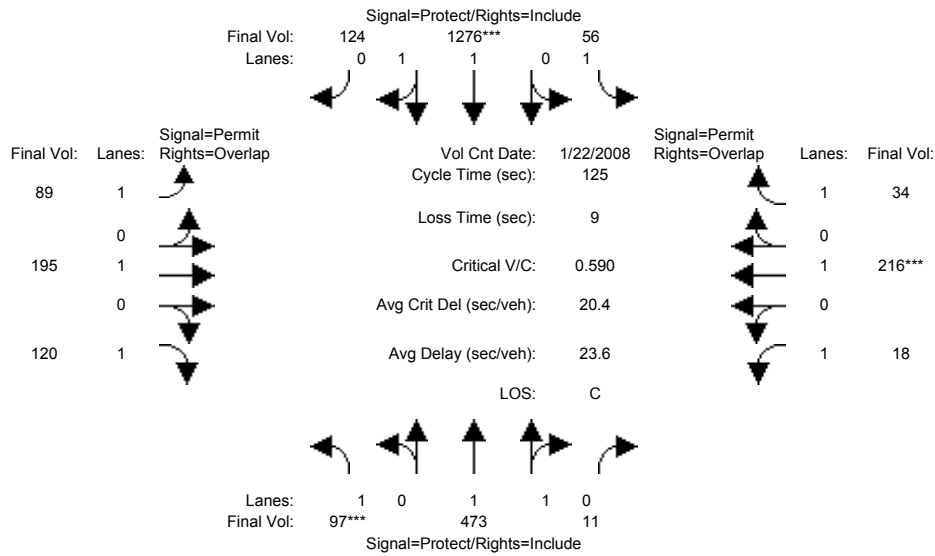 Signal=Protect/Rights=Include
Final Vol: 124 1276*** 56
Lanes: 0 1 1 0 1
Signal=Permit Signal=Permit
Final Vol: Lanes: Rights=Overlap Vol Cnt Date: 1/22/2008 Rights=Overlap Lanes: Final Vol:
Cycle Time (sec): 125
89 1 1 34
Loss Time (sec): 9
0 0
195 1 Critical V/C: 0.590 1 216***
0 Avg Crit Del (sec/veh): 20.4 0
120 1 Avg Delay (sec/veh): 23.6 1 18
LOS: C
Lanes: 1 0 1 1 0
Final Vol: 97*** 473 11
Signal=Protect/Rights=Include